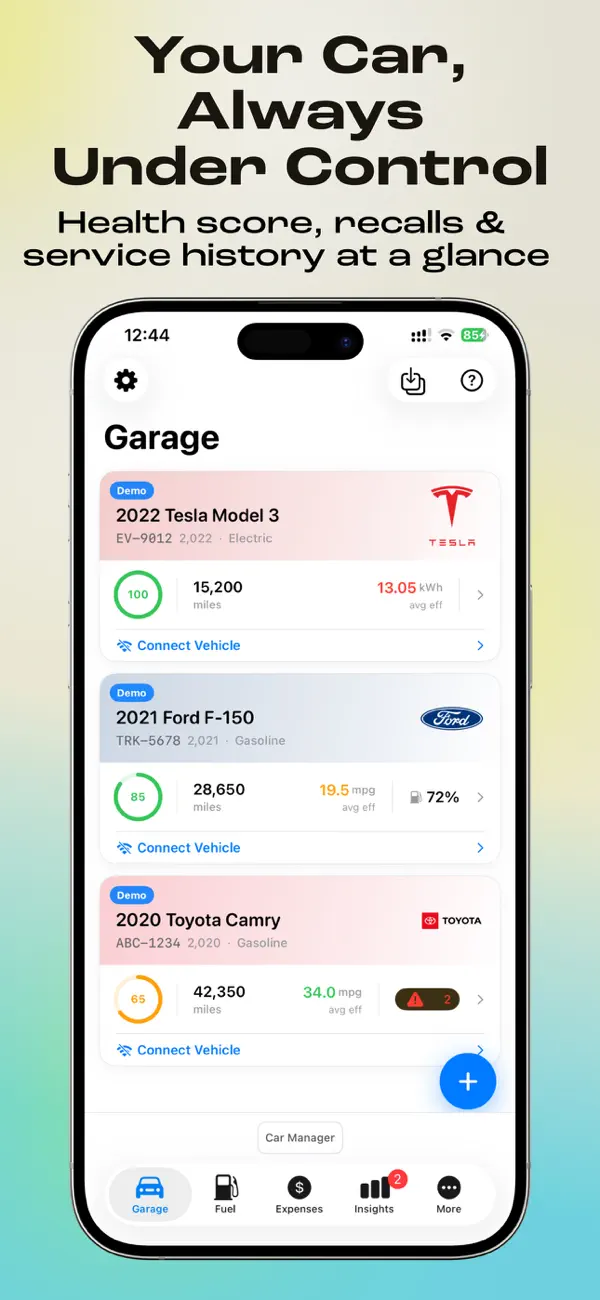 Your Car,
Always
Under Control
Health score, recalls &
service history at a glance
12:44
85
?
Garage
Demo
2022 Tesla Model 3
EV-9012 2,022 · Electric
TESLA
100
15,200
miles
13.05 kWh
avg eff
Connect Vehicle
Demo
2021 Ford F-150
TRK-5678 2,021 · Gasoline
Ford
85
28,650
miles
19.5 mpg
avg eff
72%
Connect Vehicle
Demo
2020 Toyota Camry
ABC-1234 2,020 · Gasoline
TOYOTA
65
42,350
miles
34.0 mpg
avg eff
2
Connect Vehicle
+
Car Manager
Garage
Fuel
$
Expenses
2
Insights
More